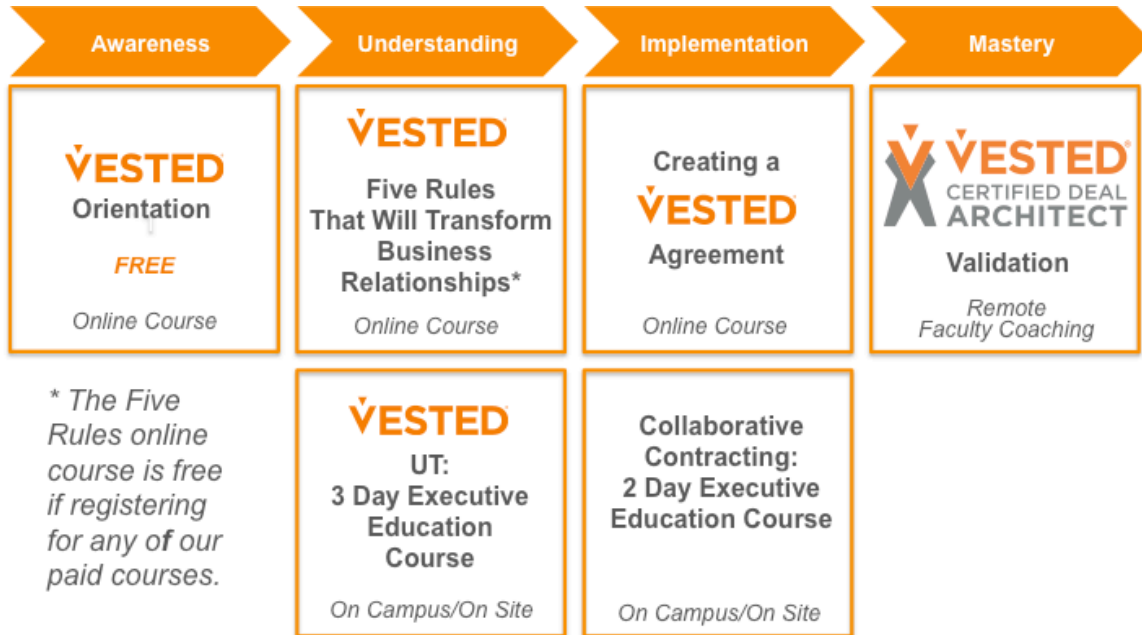 Awareness
Understanding
Implementation
Mastery
VESTED
Orientation
FREE
Online Course
VESTED
Five Rules
That Will Transform
Business
Relationships*
Online Course
Creating a
VESTED
Agreement
Online Course
VESTED®
CERTIFIED DEAL
ARCHITECT
Validation
Remote
Faculty Coaching
* The Five
Rules online
course is free
if registering
for any of our
paid courses.
VESTED
UT:
3 Day Executive
Education
Course
On Campus/On Site
Collaborative
Contracting:
2 Day Executive
Education Course
On Campus/On Site